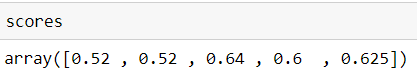 scores
array([0.52 , 0.52 , 0.64 , 0.6  , 0.625])